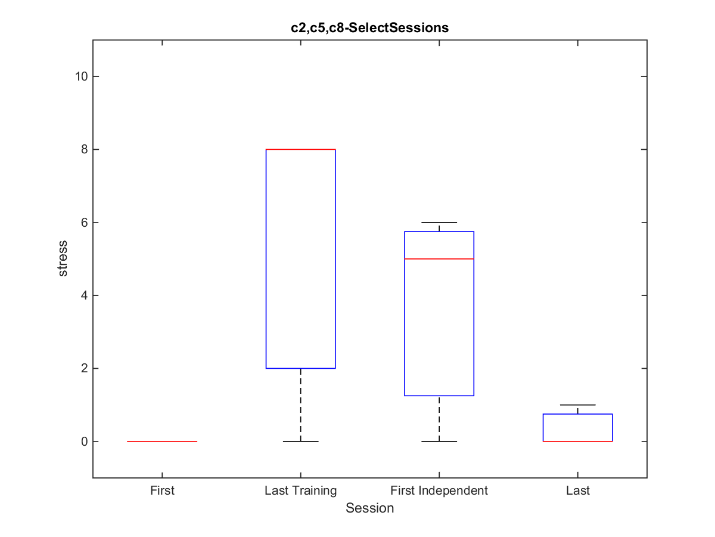 c2,c5,c8-SelectSessions
10
8
6
4
2
0
stress
First Last Training First Independent Last
Session